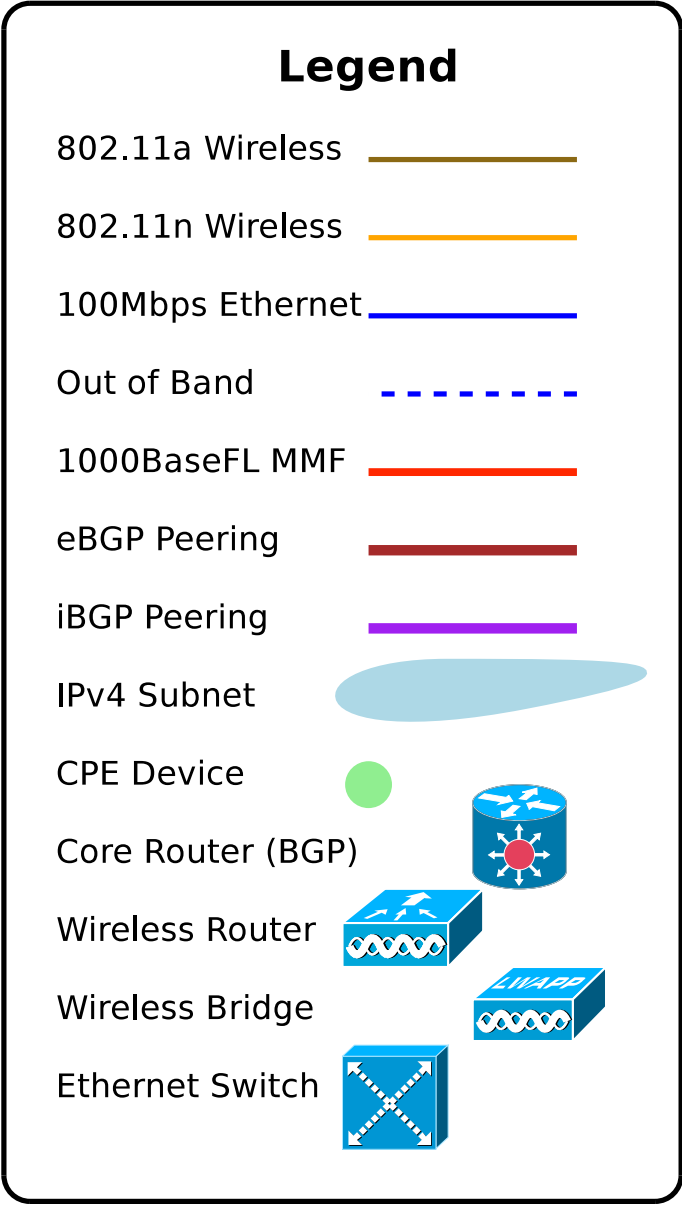 Legend
802.11a Wireless
802.11n Wireless
100Mbps Ethernet
Out of Band
1000BaseFL MMF
eBGP Peering
iBGP Peering
IPv4 Subnet
CPE Device
Core Router (BGP)
Wireless Router
Wireless Bridge
LWAPP
Ethernet Switch